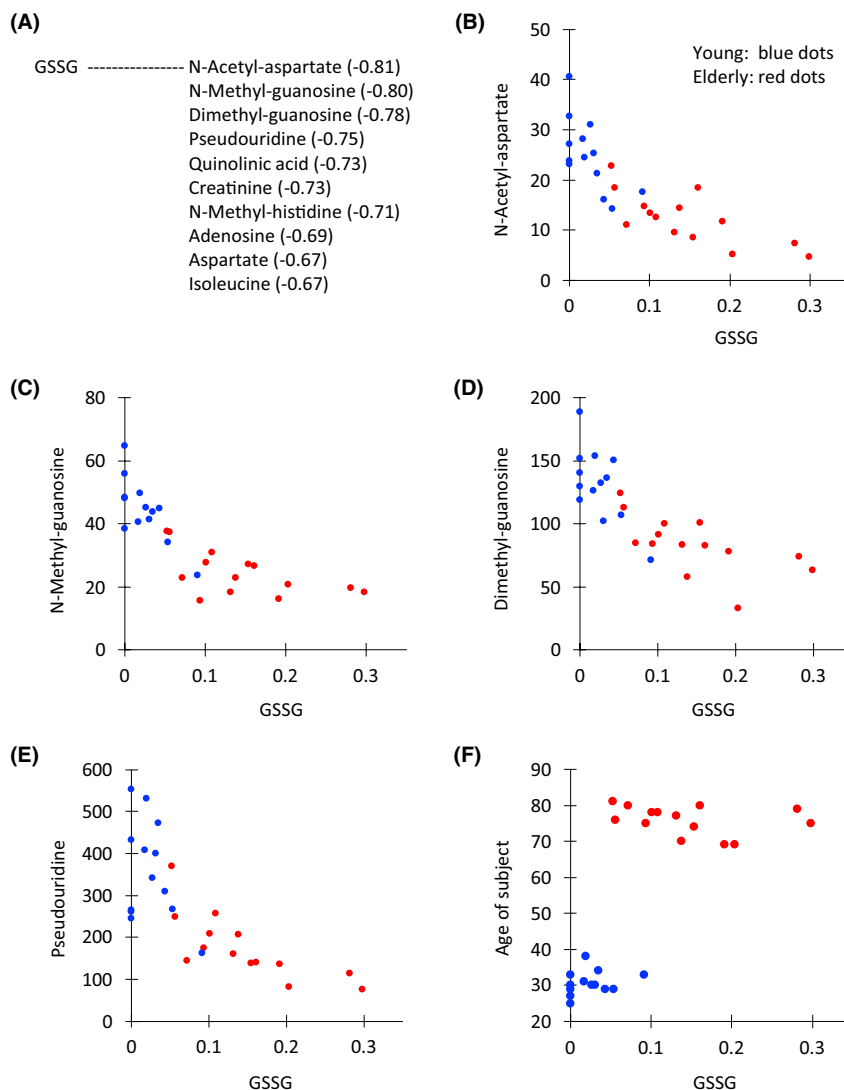 (A)
GSSG ---------------- N-Acetyl-aspartate (-0.81)
N-Methyl-guanosine (-0.80)
Dimethyl-guanosine (-0.78)
Pseudouridine (-0.75)
Quinolinic acid (-0.73)
Creatinine (-0.73)
N-Methyl-histidine (-0.71)
Adenosine (-0.69)
Aspartate (-0.67)
Isoleucine (-0.67)
(B)
Young: blue dots
Elderly: red dots
N-Acetyl-aspartate
50
40
30
20
10
0
0 0.1 0.2 0.3
GSSG
(C)
N-Methyl-guanosine
80
60
40
20
0
0 0.1 0.2 0.3
GSSG
(D)
Dimethyl-guanosine
200
150
100
50
0
0 0.1 0.2 0.3
GSSG
(E)
Pseudouridine
600
500
400
300
200
100
0
0 0.1 0.2 0.3
GSSG
(F)
Age of subject
90
80
70
60
50
40
30
20
0 0.1 0.2 0.3
GSSG